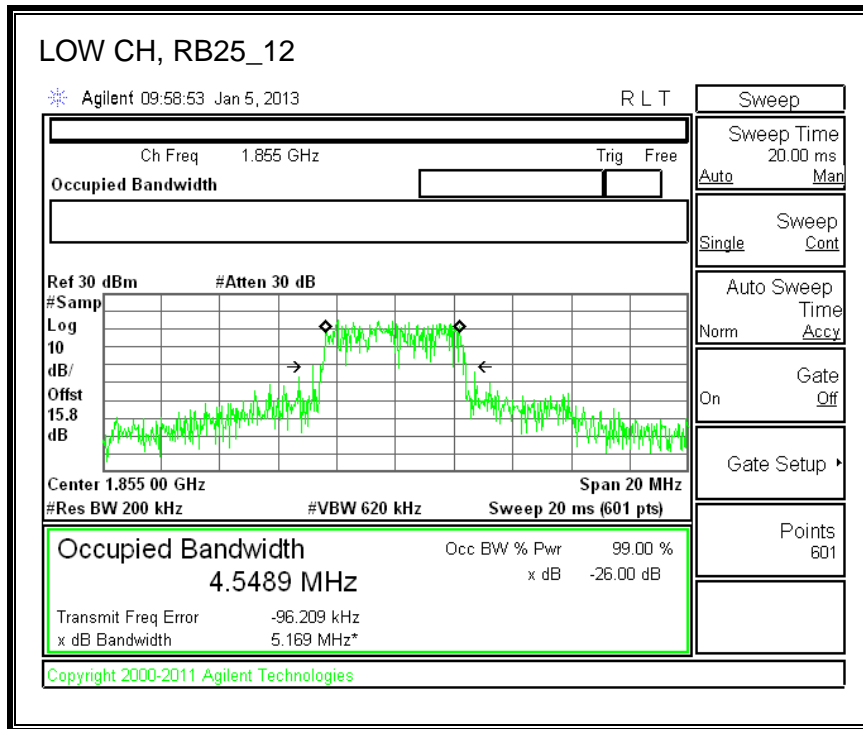 LOW CH, RB25_12
Agilent 09:58:53 Jan 5, 2013 R L T
Ch Freq 1.855 GHz Trig Free
Occupied Bandwidth
Ref 30 dBm #Atten 30 dB
#Samp
Log
10
dB/
Offst
15.8
dB
Center 1.855 00 GHz Span 20 MHz
#Res BW 200 kHz #VBW 620 kHz Sweep 20 ms (601 pts)
Occupied Bandwidth Occ BW % Pwr 99.00 %
4.5489 MHz x dB -26.00 dB
Transmit Freq Error -96.209 kHz
x dB Bandwidth 5.169 MHz*
Copyright 2000-2011 Agilent Technologies
Sweep
Sweep Time
20.00 ms
Auto Man
Sweep
Single Cont
Auto Sweep
Time
Norm Accy
Gate
On Off
Gate Setup
Points
601